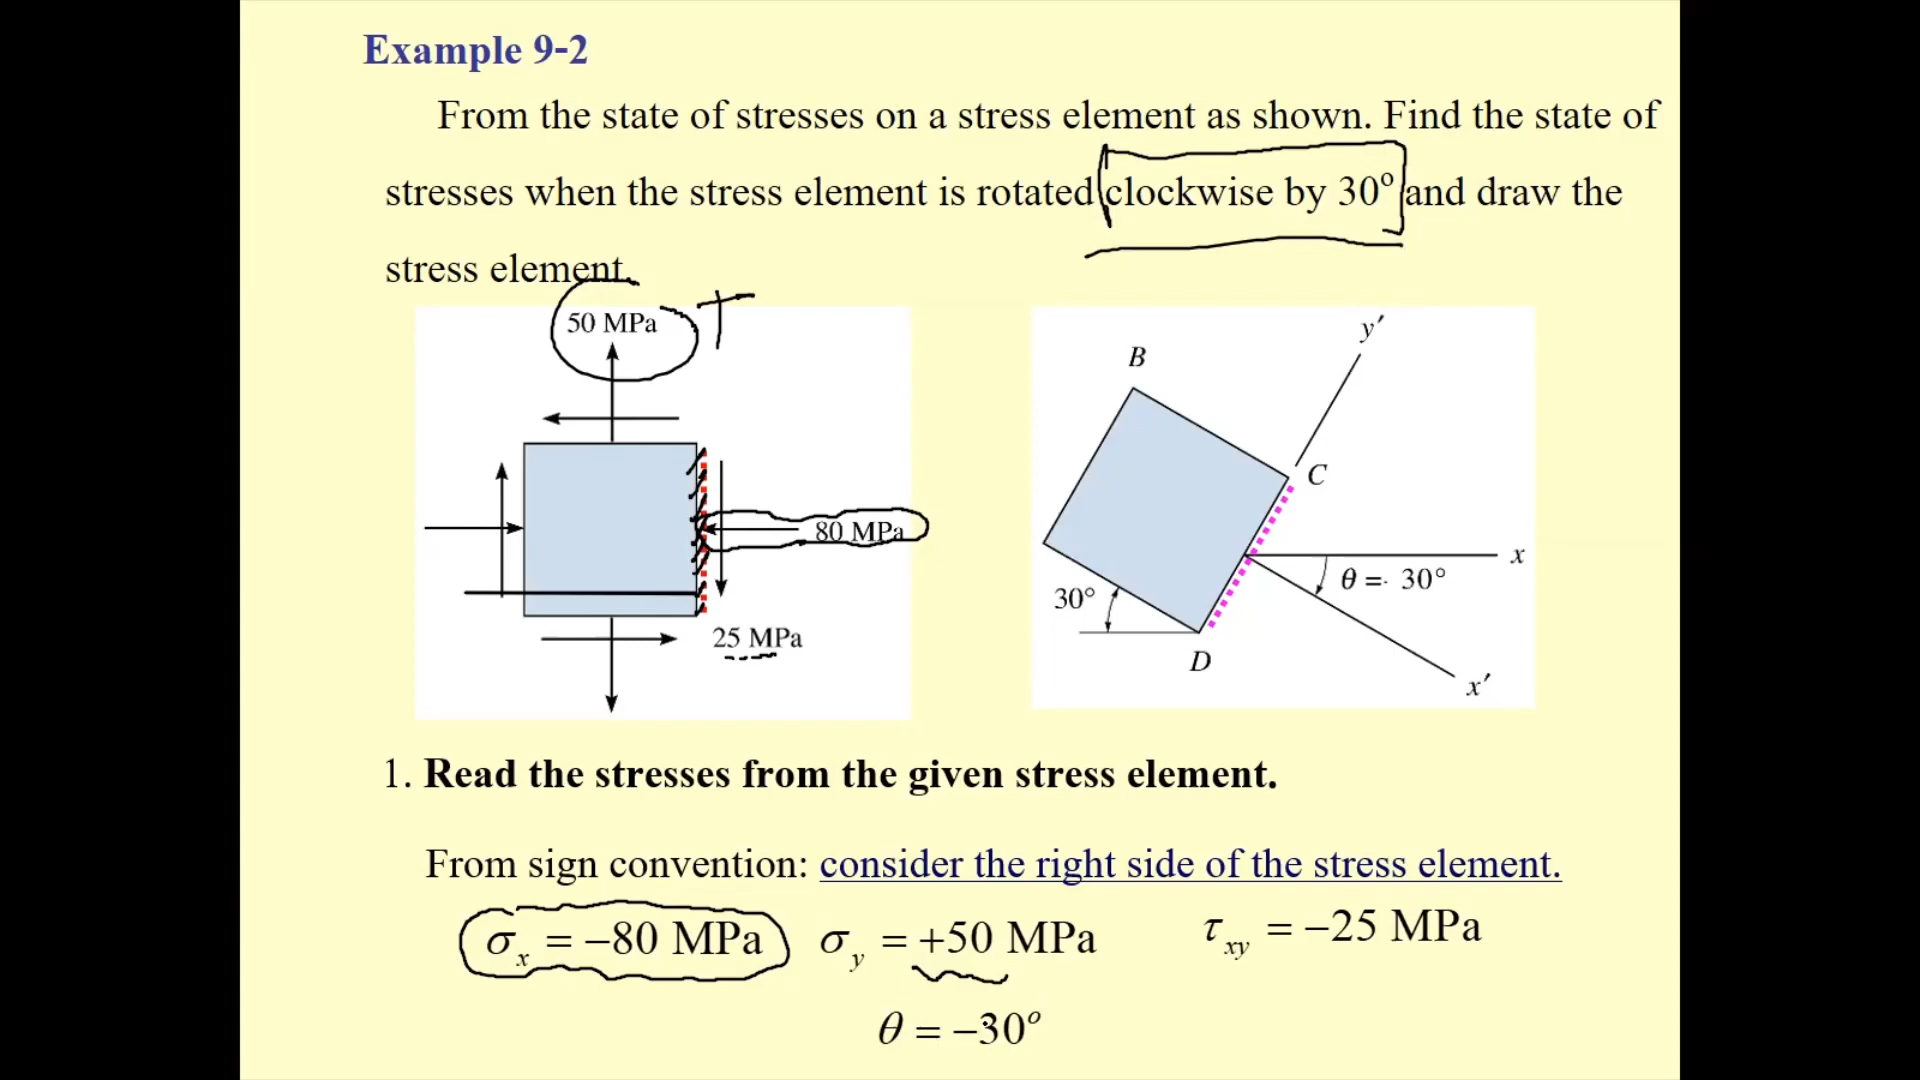 Example 9-2
From the state of stresses on a stress element as shown. Find the state of
stresses when the stress element is rotated clockwise by 30° and draw the
stress element.
50 MPa
80 MPa
25 MPa
y′
B
C
x
θ = - 30°
30°
D
x′
1. Read the stresses from the given stress element.
From sign convention: consider the right side of the stress element.
σx = −80 MPa σy = +50 MPa τxy = −25 MPa
θ = −30°